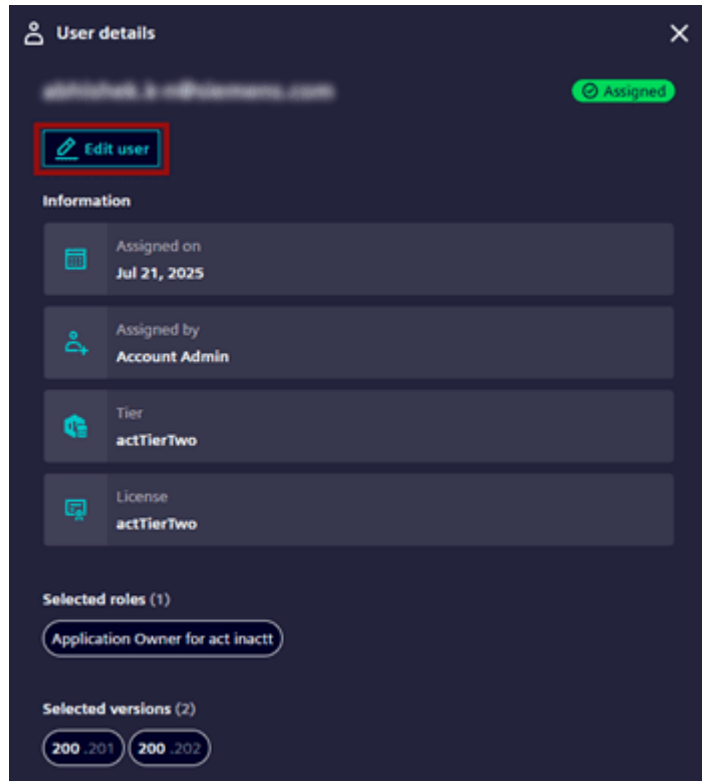 User details
Assigned
Edit user
Information
Assigned on
Jul 21, 2025
Assigned by
Account Admin
Tier
actTierTwo
License
actTierTwo
Selected roles (1)
Application Owner for act inactt
Selected versions (2)
200 .201 200 .202